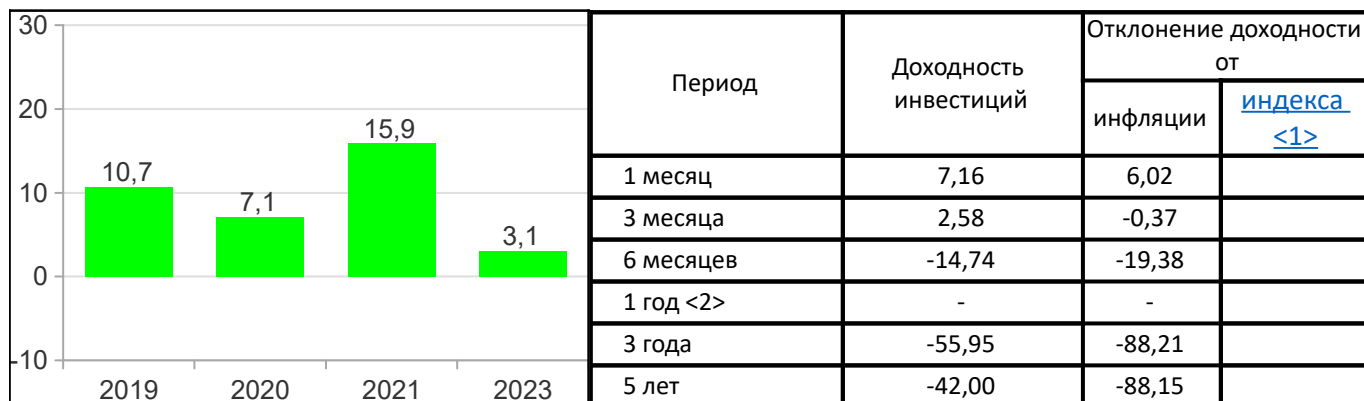 30
20
10
0
-10
10,7
7,1
15,9
3,1
2019 2020 2021 2023
Период
Доходность
инвестиций
Отклонение доходности
от
инфляции
индекса
<1>
1 месяц 7,16 6,02
3 месяца 2,58 -0,37
6 месяцев -14,74 -19,38
1 год <2> - -
3 года -55,95 -88,21
5 лет -42,00 -88,15